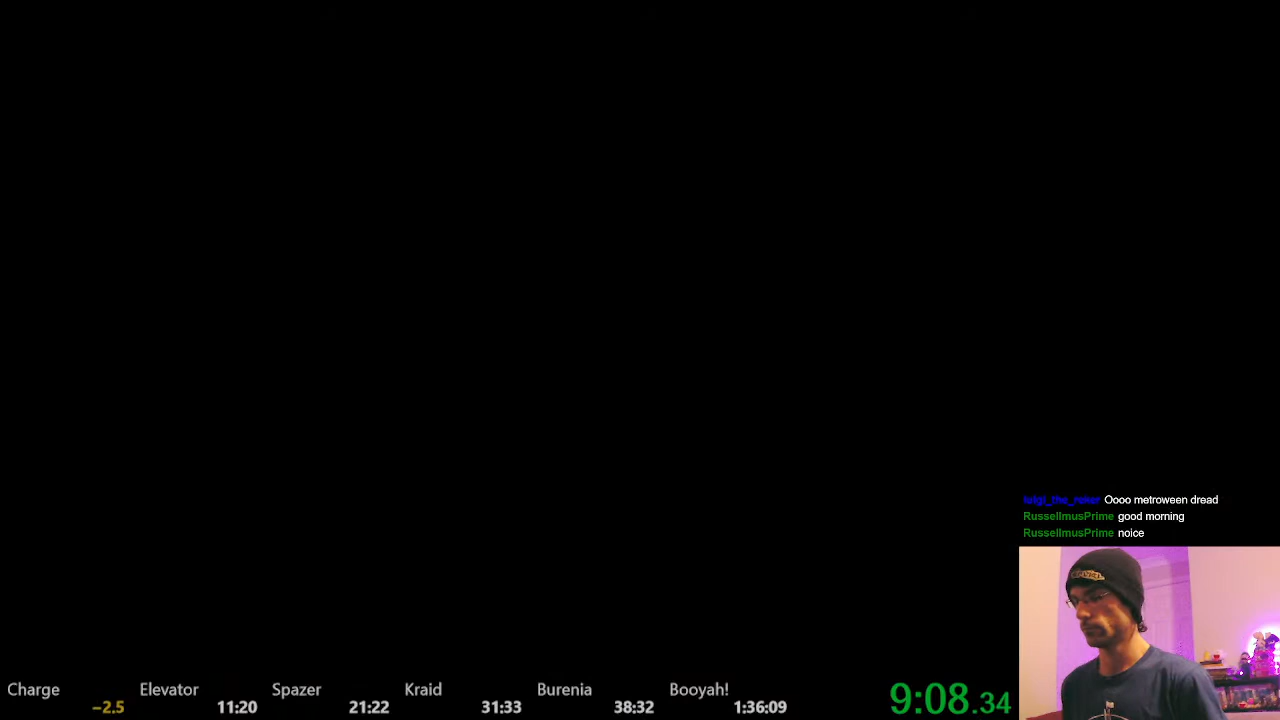 luigi_the_roker Oooo metroween dread
RussellmusPrime good morning
RussellmusPrime noice
Charge Elevator Spazer Kraid Burenia Booyah!
−2.5 11:20 21:22 31:33 38:32 1:36:09
9:08.34